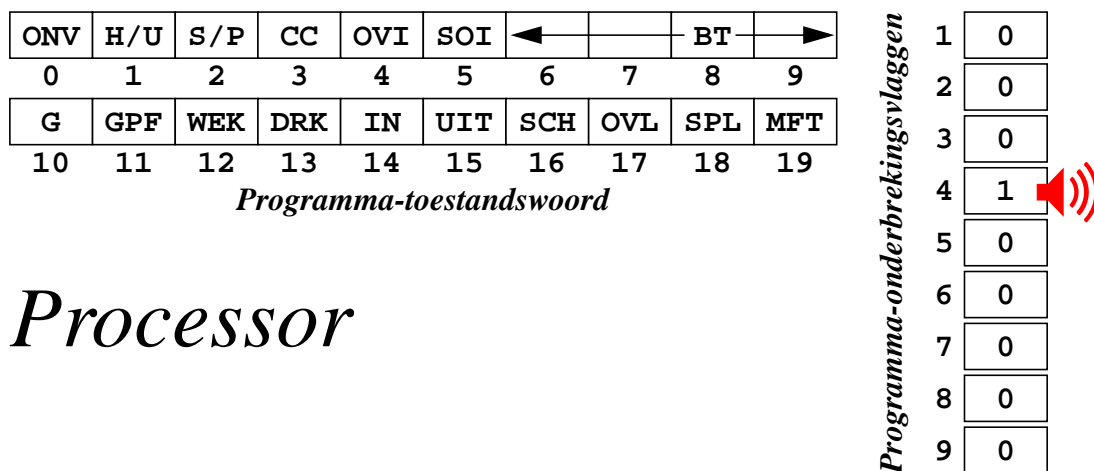 ONV H/U S/P CC OVI SOI BT
0 1 2 3 4 5 6 7 8 9
G GPF WEK DRK IN UIT SCH OVL SPL MFT
10 11 12 13 14 15 16 17 18 19
Programma-toestandswoord
Processor
Programma-onderbrekingsvlaggen
1 0
2 0
3 0
4 1
5 0
6 0
7 0
8 0
9 0